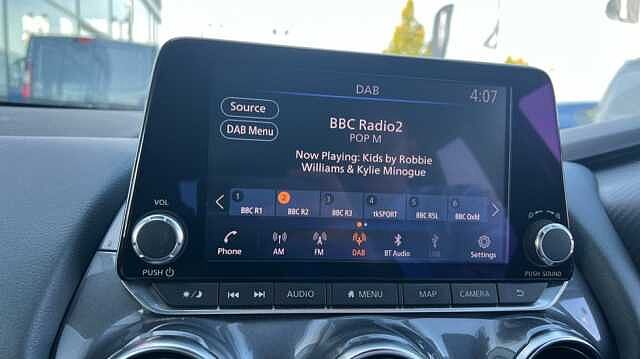 DAB
4:07
Source
DAB Menu
BBC Radio2
POP M
Now Playing: Kids by Robbie
Williams & Kylie Minogue
1 2 3 4 5 6
BBC R1 BBC R2 BBC R3 tkSPORT BBC R5L BBC Oxfd
Phone AM FM DAB BT Audio USB Settings
VOL
PUSH
PUSH SOUND
AUDIO MENU MAP CAMERA